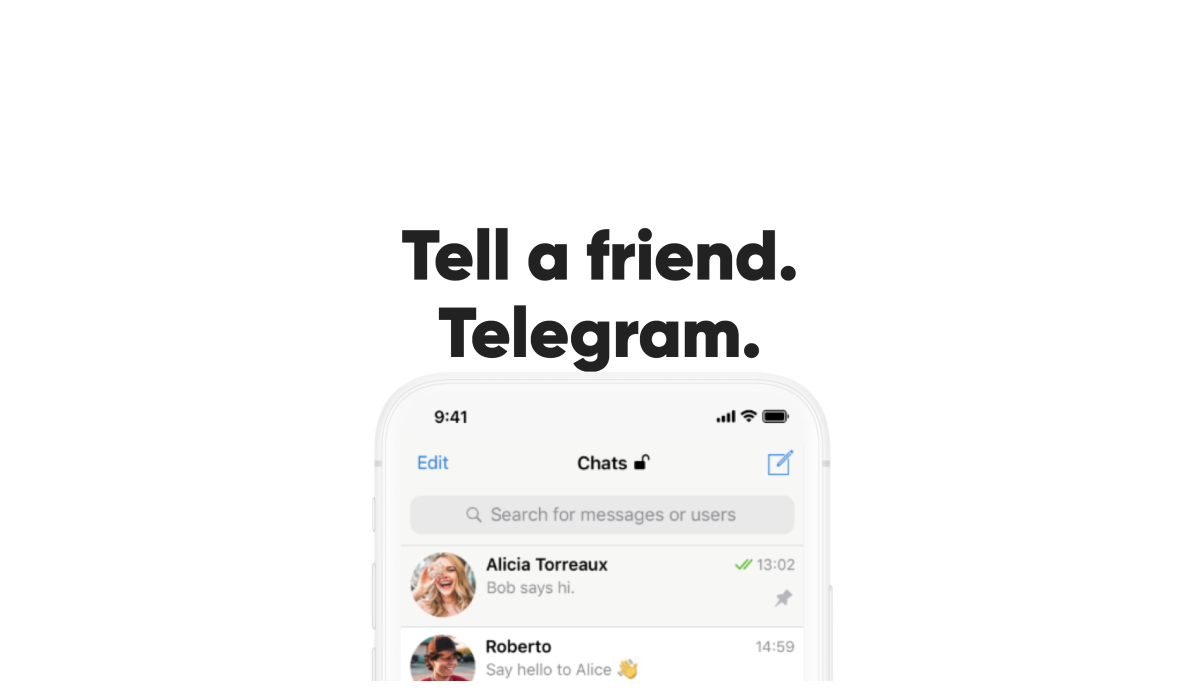 Tell a friend.
Telegram.
9:41
Edit Chats
Search for messages or users
Alicia Torreaux 13:02
Bob says hi.
Roberto 14:59
Say hello to Alice 👋